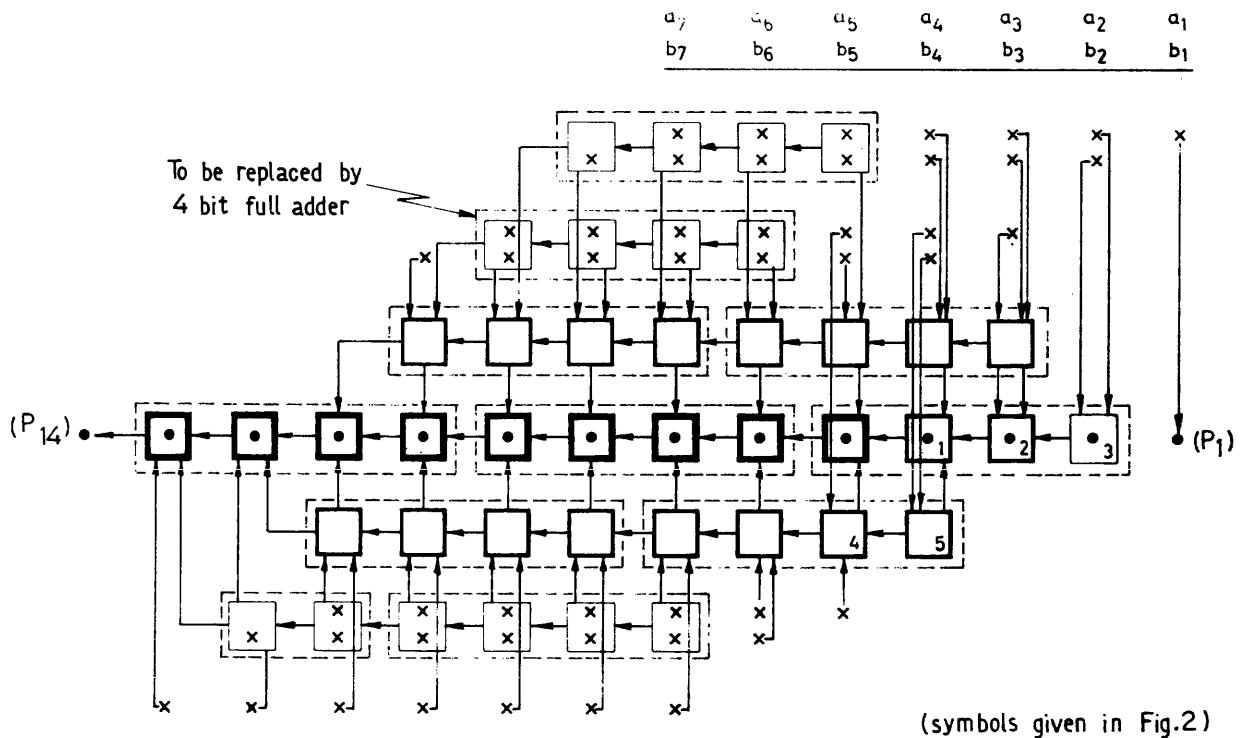 a7 a6 a5 a4 a3 a2 a1
b7 b6 b5 b4 b3 b2 b1
To be replaced by
4 bit full adder
(P14)
1
2
3
(P1)
4
5
(symbols given in Fig.2)